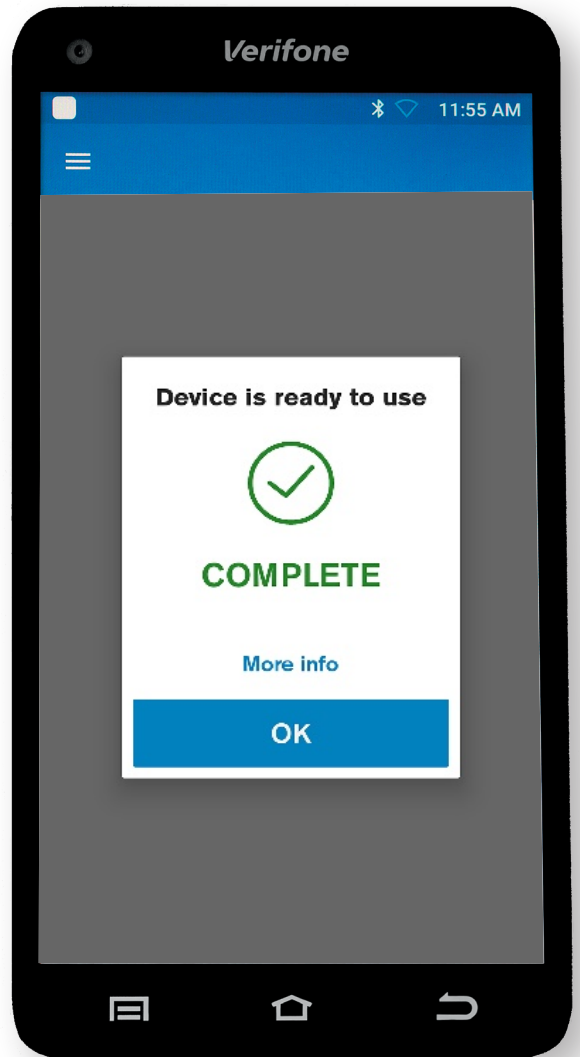 Verifone
11:55 AM
Device is ready to use
COMPLETE
More info
OK